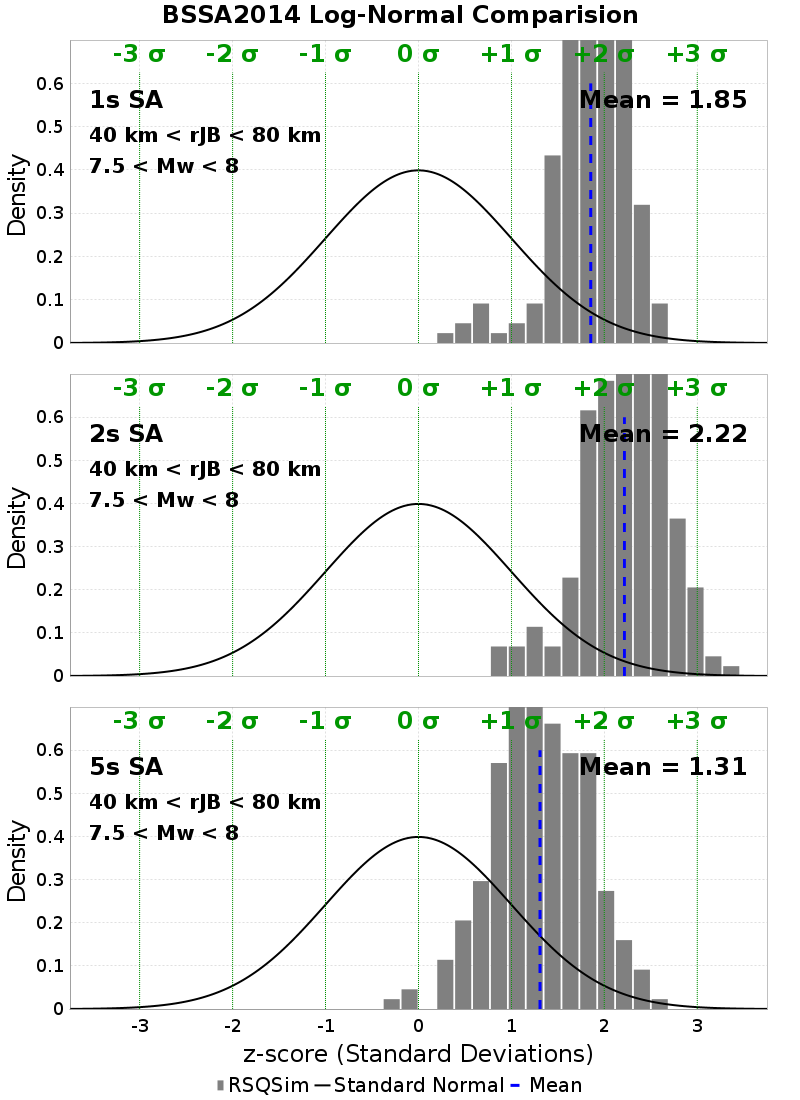 BSSA2014 Log-Normal Comparision
-3 σ -2 σ -1 σ 0 σ +1 σ +2 σ +3 σ
0.6
1s SA
Mean = 1.85
0.5
40 km < rJB < 80 km
7.5 < Mw < 8
0.4
0.3
0.2
0.1
0
Density
-3 σ -2 σ -1 σ 0 σ +1 σ +2 σ +3 σ
0.6
2s SA
Mean = 2.22
0.5
40 km < rJB < 80 km
7.5 < Mw < 8
0.4
0.3
0.2
0.1
0
Density
-3 σ -2 σ -1 σ 0 σ +1 σ +2 σ +3 σ
0.6
5s SA
Mean = 1.31
0.5
40 km < rJB < 80 km
7.5 < Mw < 8
0.4
0.3
0.2
0.1
0
Density
-3 -2 -1 0 1 2 3
z-score (Standard Deviations)
RSQSim Standard Normal Mean